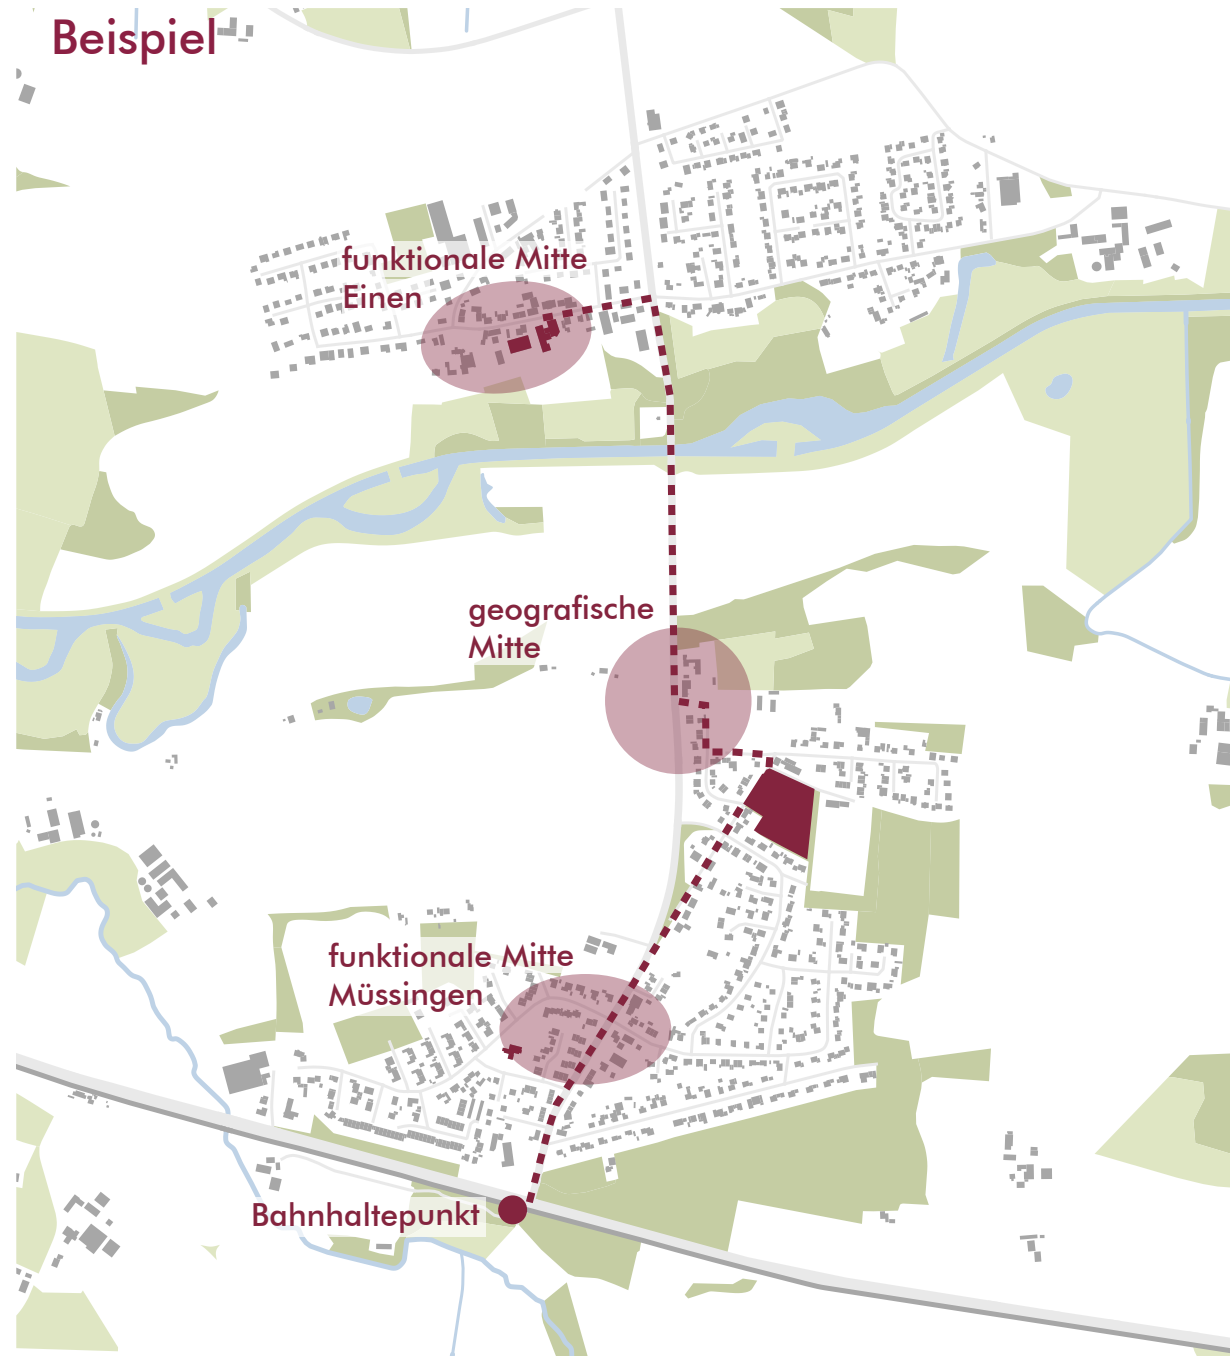 Beispiel
funktionale Mitte
Einen
geografische
Mitte
funktionale Mitte
Müssingen
Bahnhaltepunkt